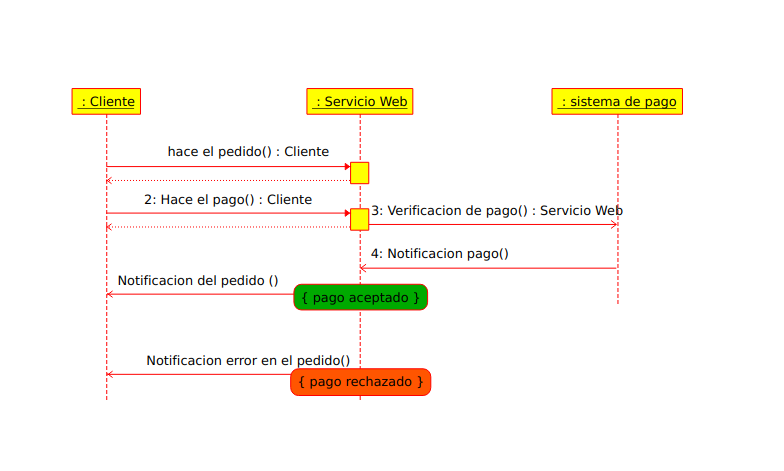 : Cliente
: Servicio Web
: sistema de pago
hace el pedido() : Cliente
2: Hace el pago() : Cliente
3: Verificacion de pago() : Servicio Web
4: Notificacion pago()
Notificacion del pedido ()
{ pago aceptado }
Notificacion error en el pedido()
{ pago rechazado }